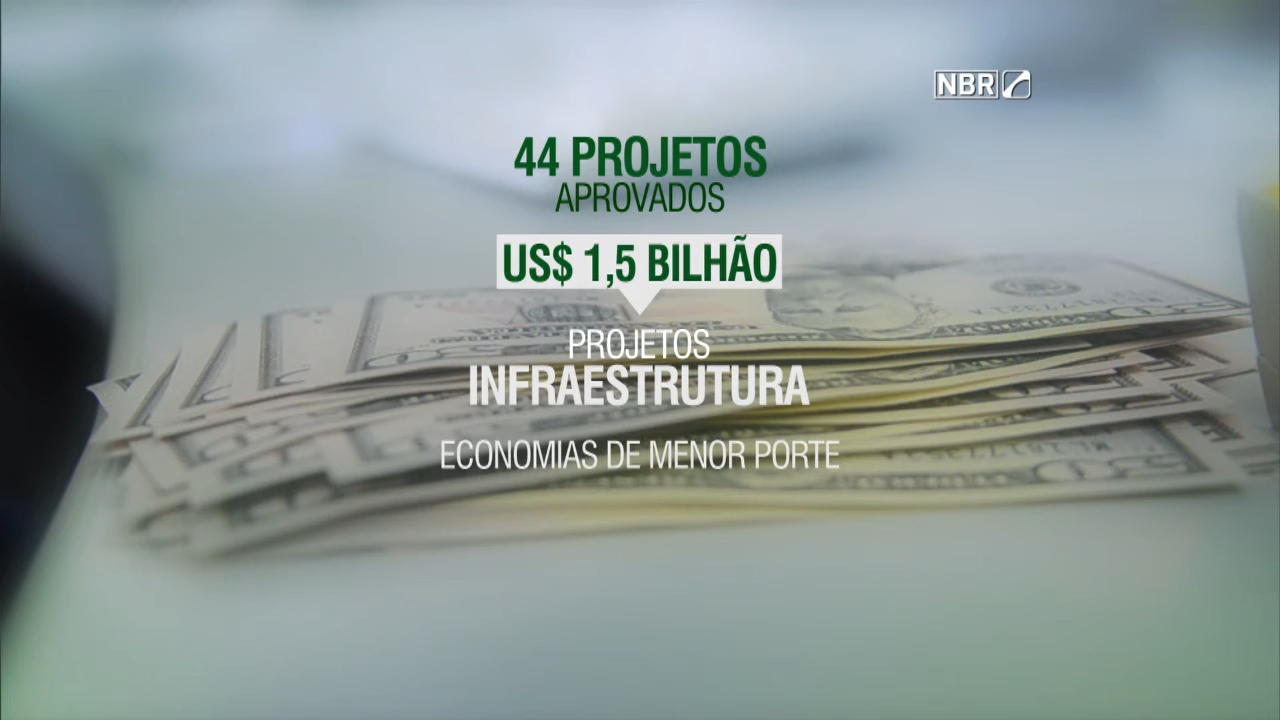 NBR
44 PROJETOS
APROVADOS
US$ 1,5 BILHÃO
PROJETOS
INFRAESTRUTURA
ECONOMIAS DE MENOR PORTE